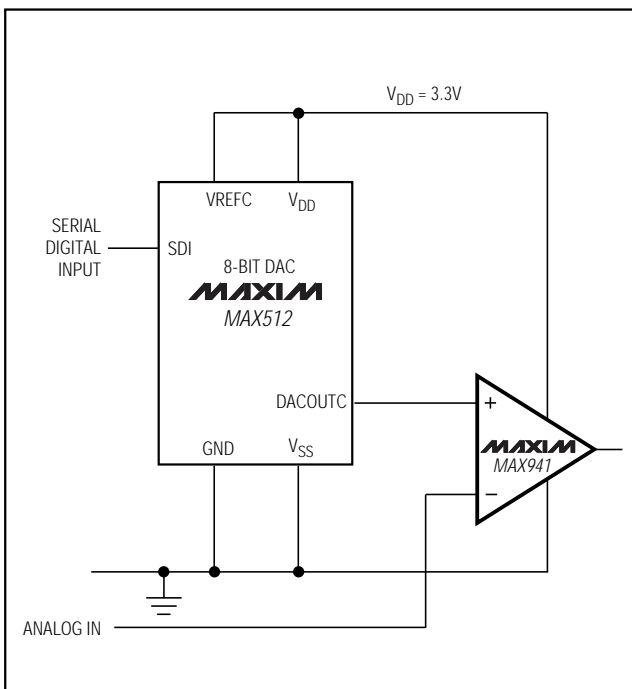 V_DD = 3.3V
VREFC V_DD
SERIAL
DIGITAL
INPUT
SDI
8-BIT DAC
MAXIM
MAX512
DACOUTC
+
MAXIM
MAX941
−
GND V_SS
ANALOG IN